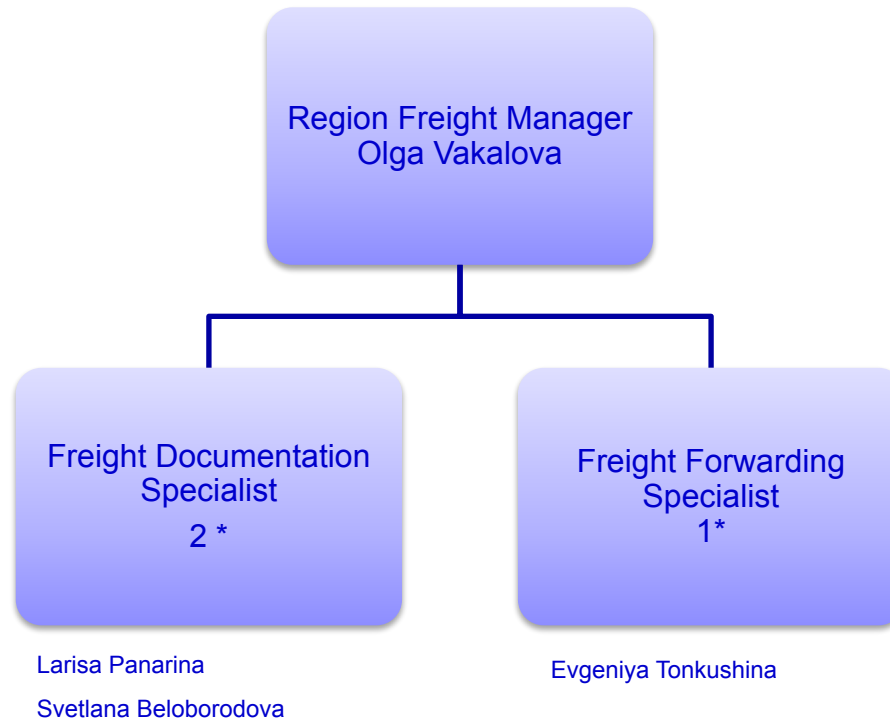 Region Freight Manager
Olga Vakalova
Freight Documentation
Specialist
2 *
Freight Forwarding
Specialist
1*
Larisa Panarina
Svetlana Beloborodova
Evgeniya Tonkushina